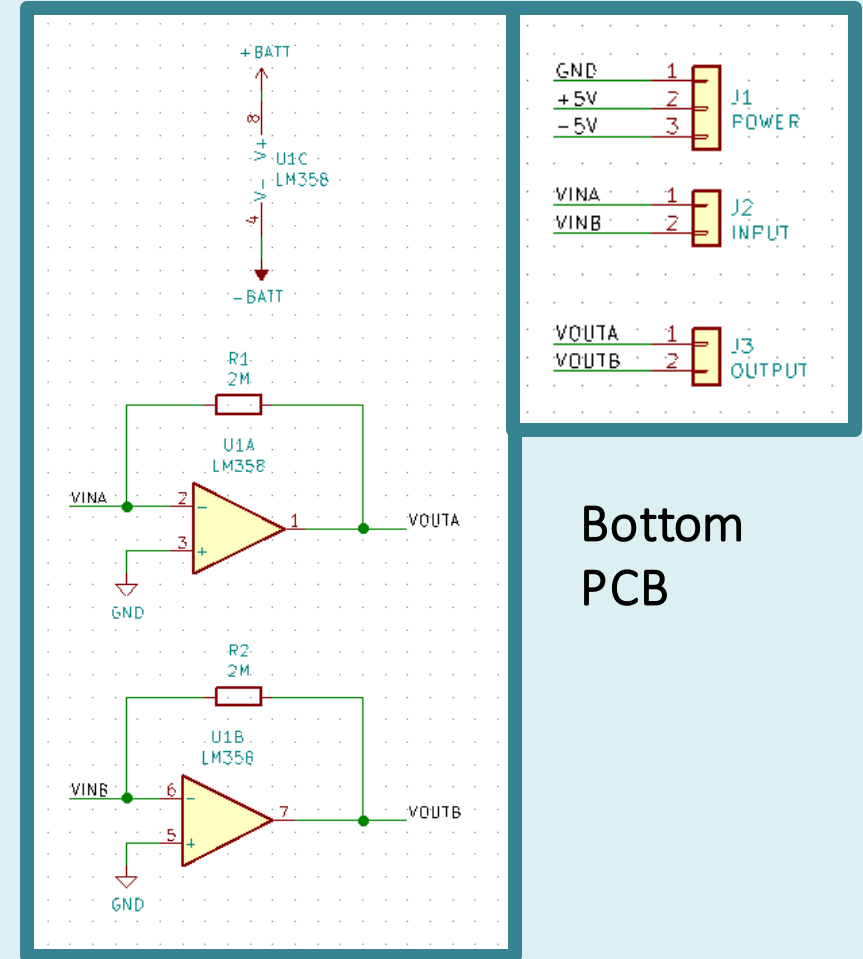 +BATT
8
V+
U1C
LM358
V-
4
-BATT
R1
2M
U1A
LM358
VINA
2
-
1
VOUTA
3
+
GND
R2
2M
U1B
LM358
VINB
6
-
7
VOUTB
5
+
GND
GND 1
+5V 2
-5V 3
J1
POWER
VINA 1
VINB 2
J2
INPUT
VOUTA 1
VOUTB 2
J3
OUTPUT
Bottom
PCB